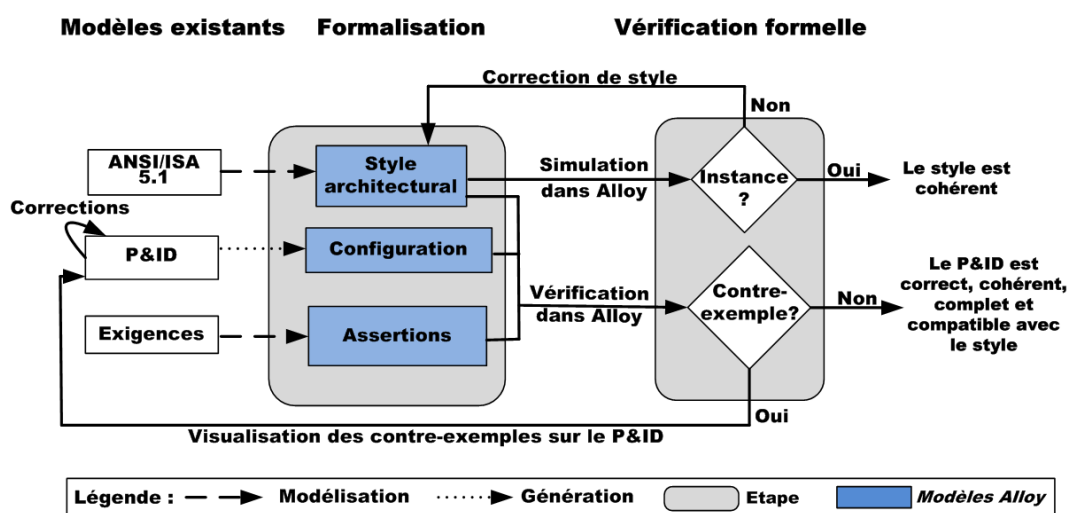 Modèles existants Formalisation Vérification formelle
Correction de style
Non
ANSI/ISA
5.1
Style
architectural
Simulation
dans Alloy
Instance
?
Oui
Le style est
cohérent
Corrections
P&ID
Configuration
Vérification
dans Alloy
Contre-
exemple?
Non
Le P&ID est
correct, cohérent,
complet et
compatible avec
le style
Exigences
Assertions
Oui
Visualisation des contre-exemples sur le P&ID
Légende : Modélisation Génération Etape Modèles Alloy